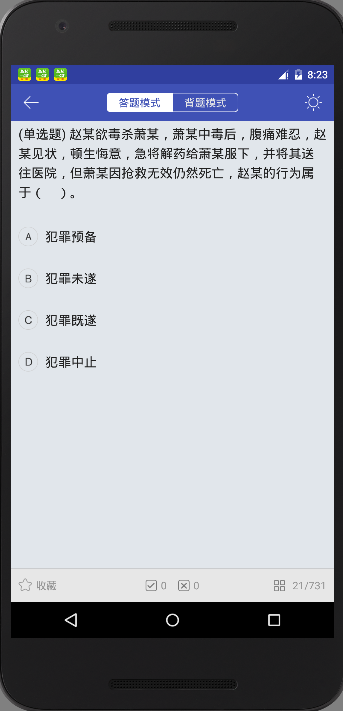 8:23
答题模式 背题模式
(单选题) 赵某欲毒杀萧某，萧某中毒后，腹痛难忍，赵
某见状，顿生悔意，急将解药给萧某服下，并将其送
往医院，但萧某因抢救无效仍然死亡，赵某的行为属
于（　）。
A 犯罪预备
B 犯罪未遂
C 犯罪既遂
D 犯罪中止
收藏 0 0 21/731